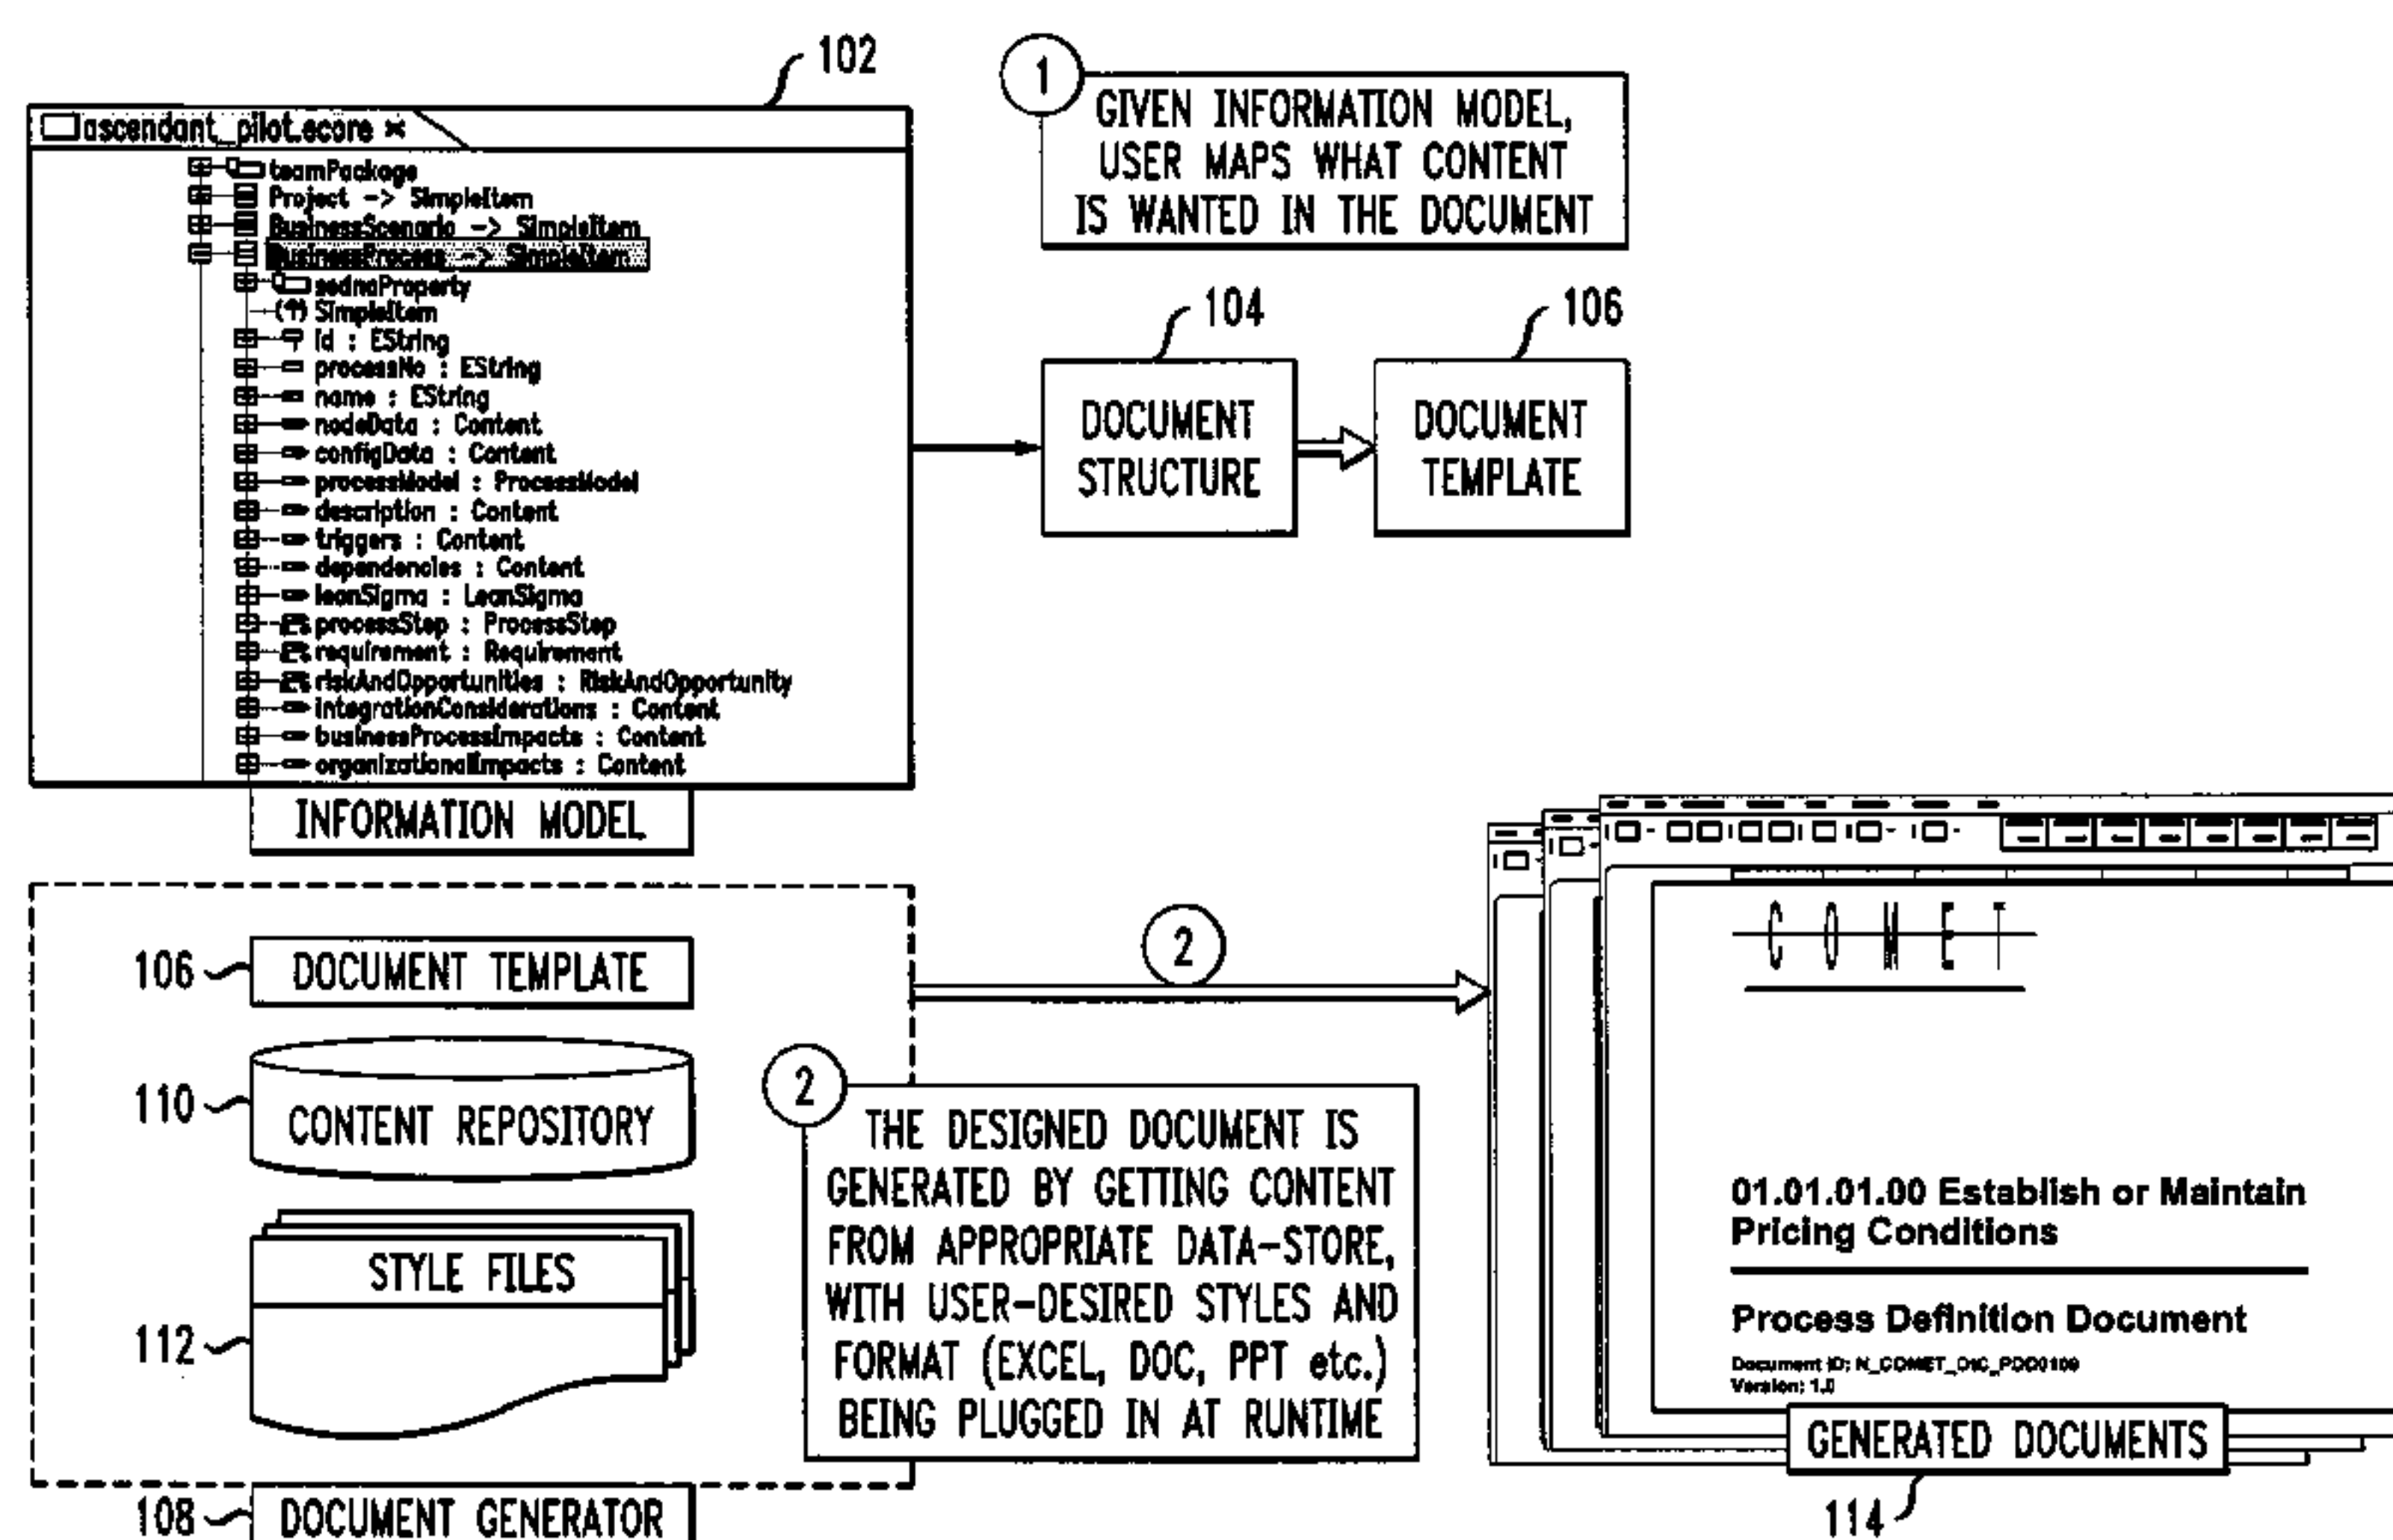 102
ascendant_pilot.ecore
teamPackage
Project -> SimpleItem
BusinessScenario -> SimpleItem
BusinessProcess -> SimpleItem
sednaProperty
SimpleItem
id : EString
processNo : EString
name : EString
nodeData : Content
configData : Content
processModel : ProcessModel
description : Content
triggers : Content
dependencies : Content
leanSigma : LeanSigma
processStep : ProcessStep
requirement : Requirement
riskAndOpportunities : RiskAndOpportunity
integrationConsiderations : Content
businessProcessImpacts : Content
organizationalImpacts : Content
INFORMATION MODEL
1
GIVEN INFORMATION MODEL,
USER MAPS WHAT CONTENT
IS WANTED IN THE DOCUMENT
104
DOCUMENT
STRUCTURE
106
DOCUMENT
TEMPLATE
106
DOCUMENT TEMPLATE
110
CONTENT REPOSITORY
STYLE FILES
112
108
DOCUMENT GENERATOR
2
2
THE DESIGNED DOCUMENT IS
GENERATED BY GETTING CONTENT
FROM APPROPRIATE DATA-STORE,
WITH USER-DESIRED STYLES AND
FORMAT (EXCEL, DOC, PPT etc.)
BEING PLUGGED IN AT RUNTIME
COMET
01.01.01.00 Establish or Maintain
Pricing Conditions
Process Definition Document
Document ID:
Version: 1.0
GENERATED DOCUMENTS
114